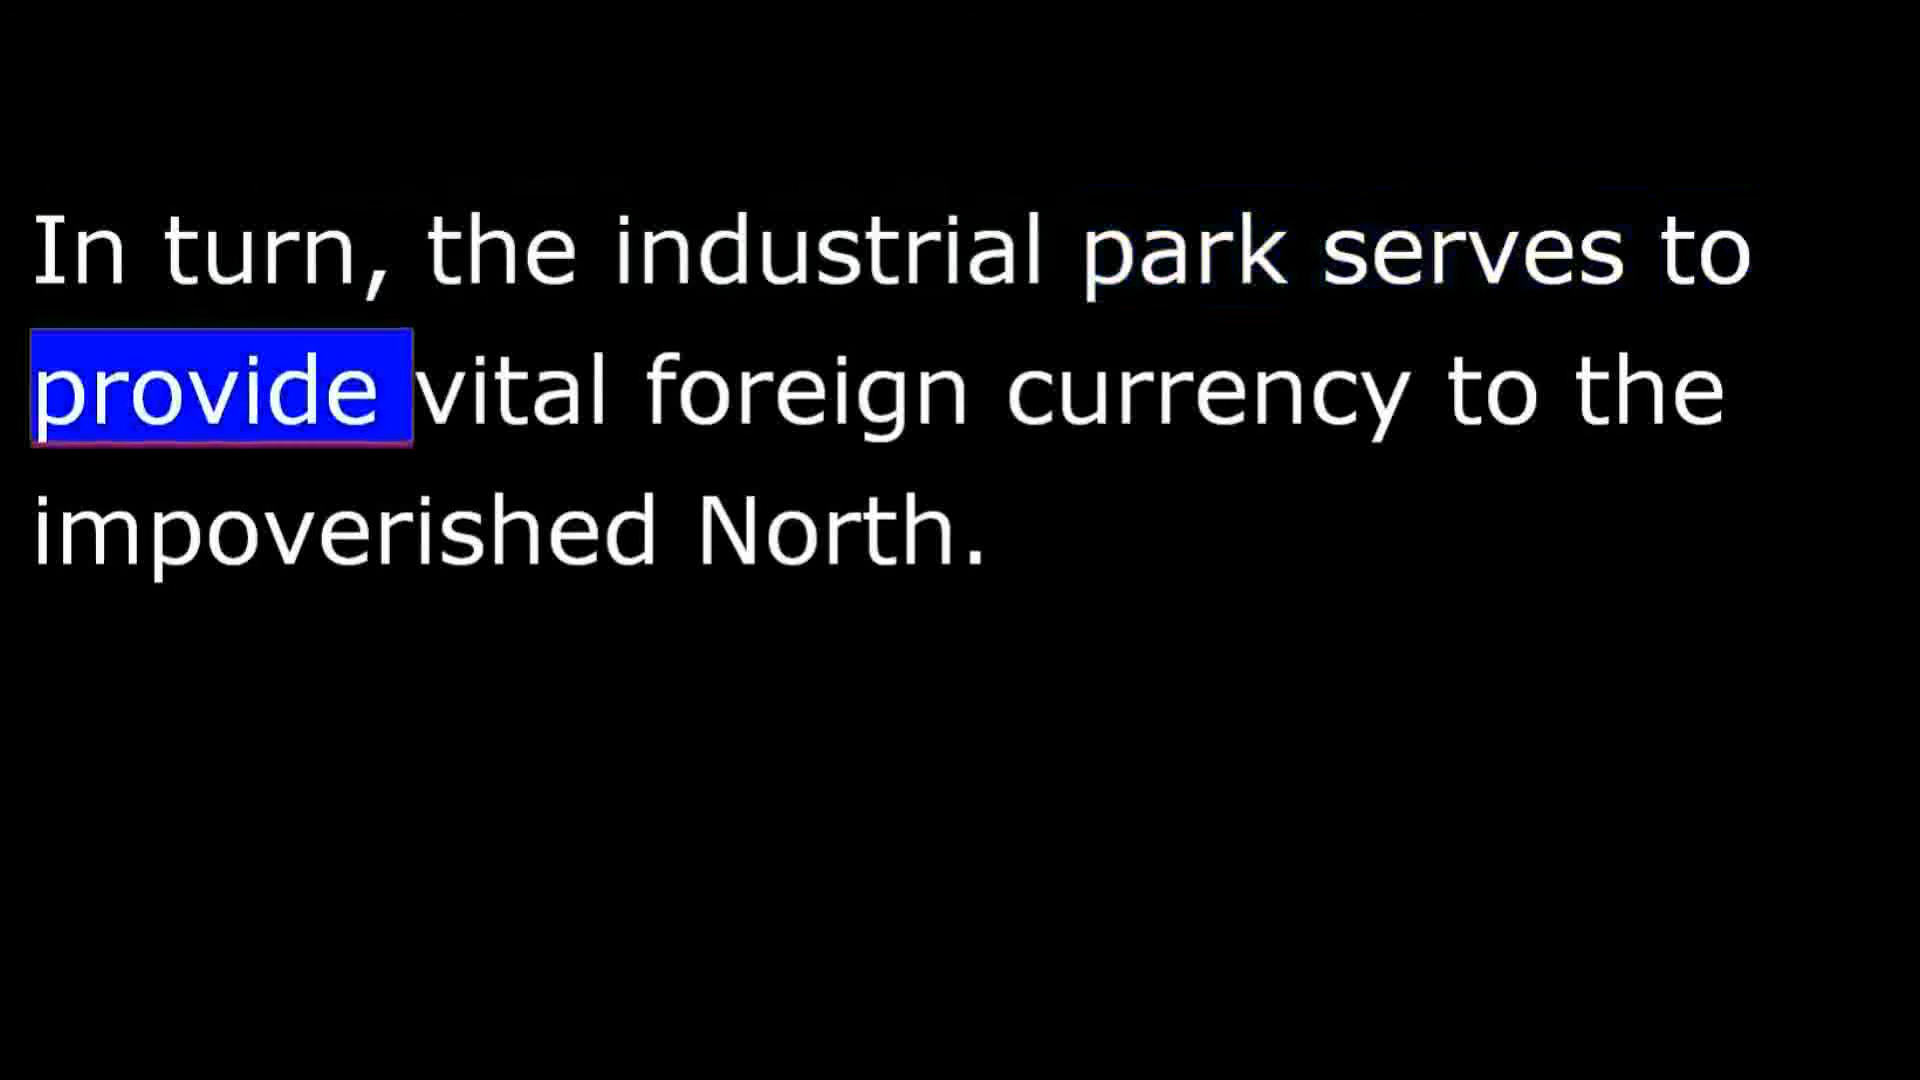 In turn, the industrial park serves to
provide vital foreign currency to the
impoverished North.